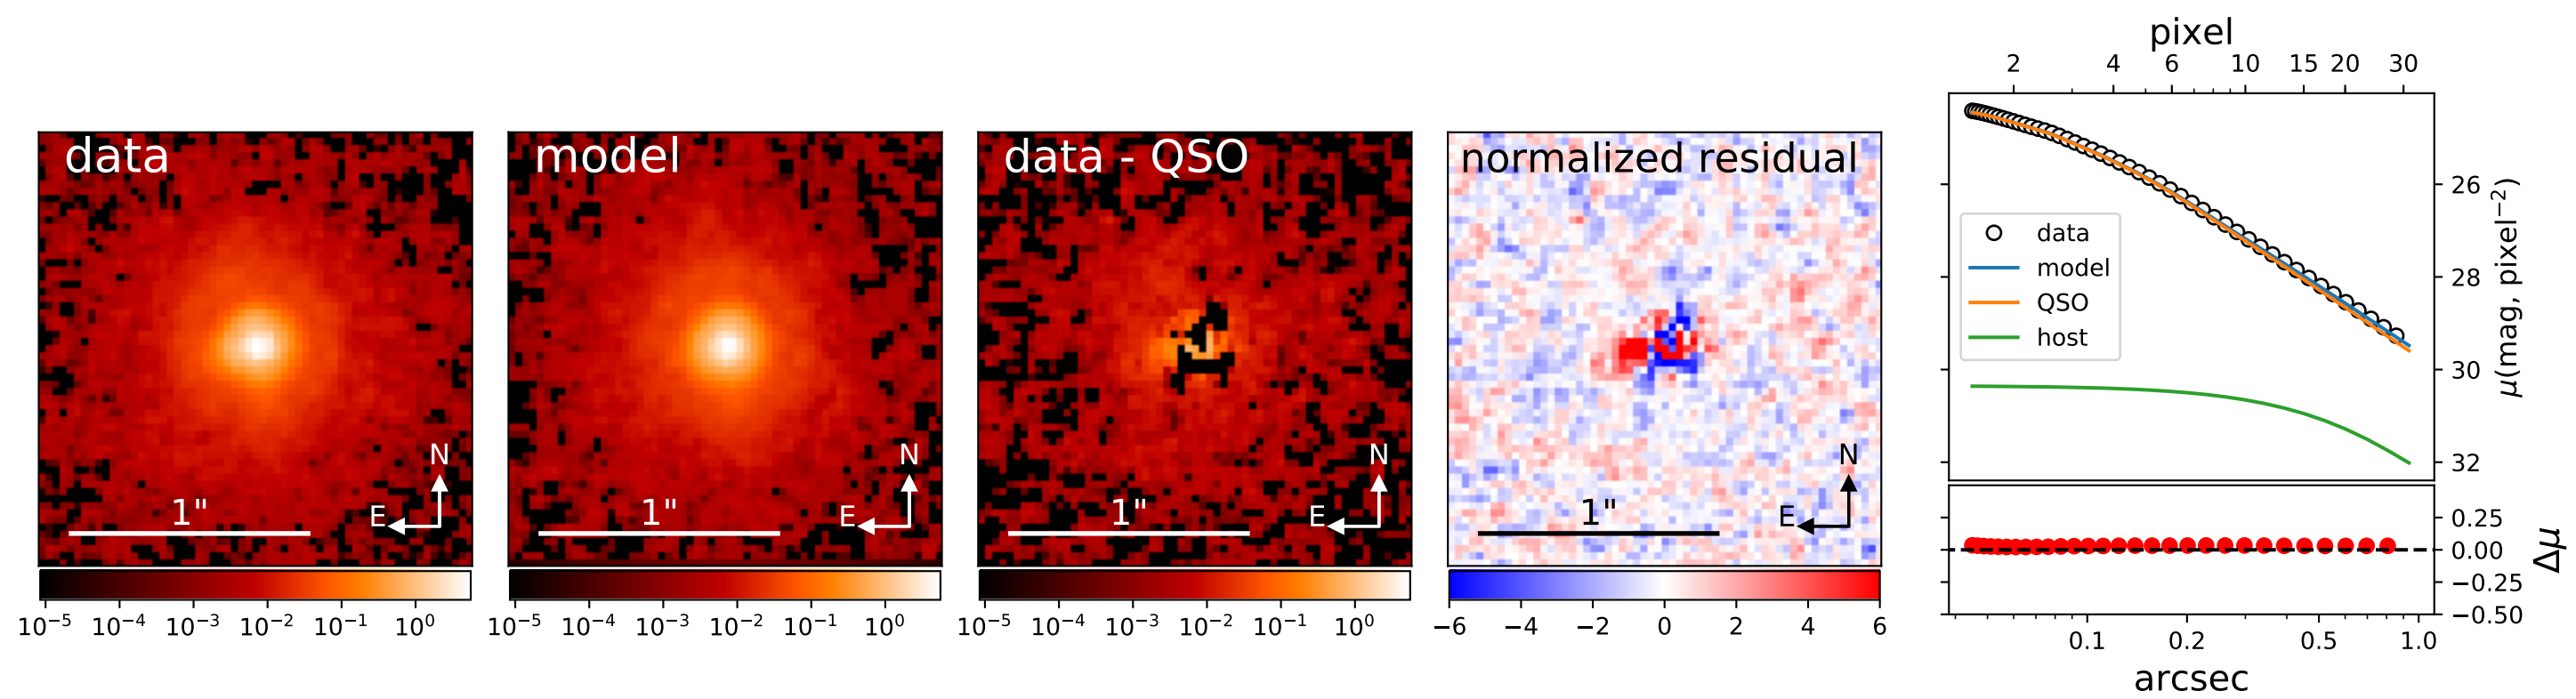 data
1"
N
E
10⁻⁵ 10⁻⁴ 10⁻³ 10⁻² 10⁻¹ 10⁰
model
1"
N
E
10⁻⁵ 10⁻⁴ 10⁻³ 10⁻² 10⁻¹ 10⁰
data - QSO
1"
N
E
10⁻⁵ 10⁻⁴ 10⁻³ 10⁻² 10⁻¹ 10⁰
normalized residual
1"
N
E
−6 −4 −2 0 2 4 6
pixel
2 4 6 10 15 20 30
data
model
QSO
host
26
28
30
32
μ(mag, pixel⁻²)
0.25
0.00
−0.25
−0.50
Δμ
0.1 0.2 0.5 1.0
arcsec